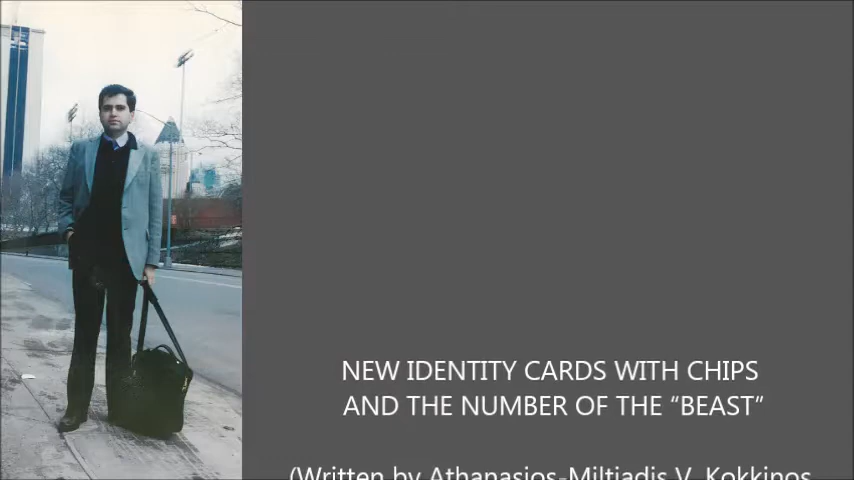 NEW IDENTITY CARDS WITH CHIPS
AND THE NUMBER OF THE “BEAST”
(Written by Athanasios-Miltiadis V. Kokkinos